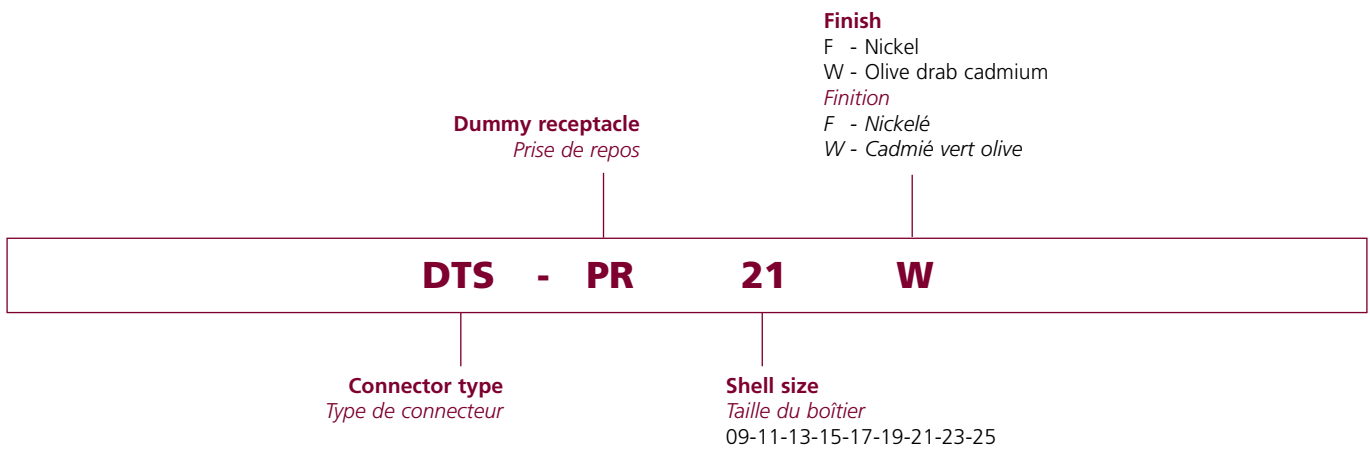 Finish
F - Nickel
W - Olive drab cadmium
Finition
F - Nickelé
W - Cadmié vert olive
Dummy receptacle
Prise de repos
DTS - PR 21 W
Connector type
Type de connecteur
Shell size
Taille du boîtier
09-11-13-15-17-19-21-23-25